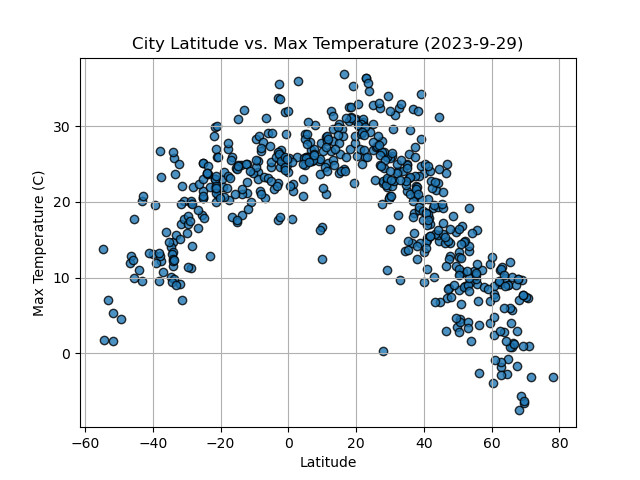 City Latitude vs. Max Temperature (2023-9-29)
Max Temperature (C)
30
20
10
0
−60 −40 −20 0 20 40 60 80
Latitude